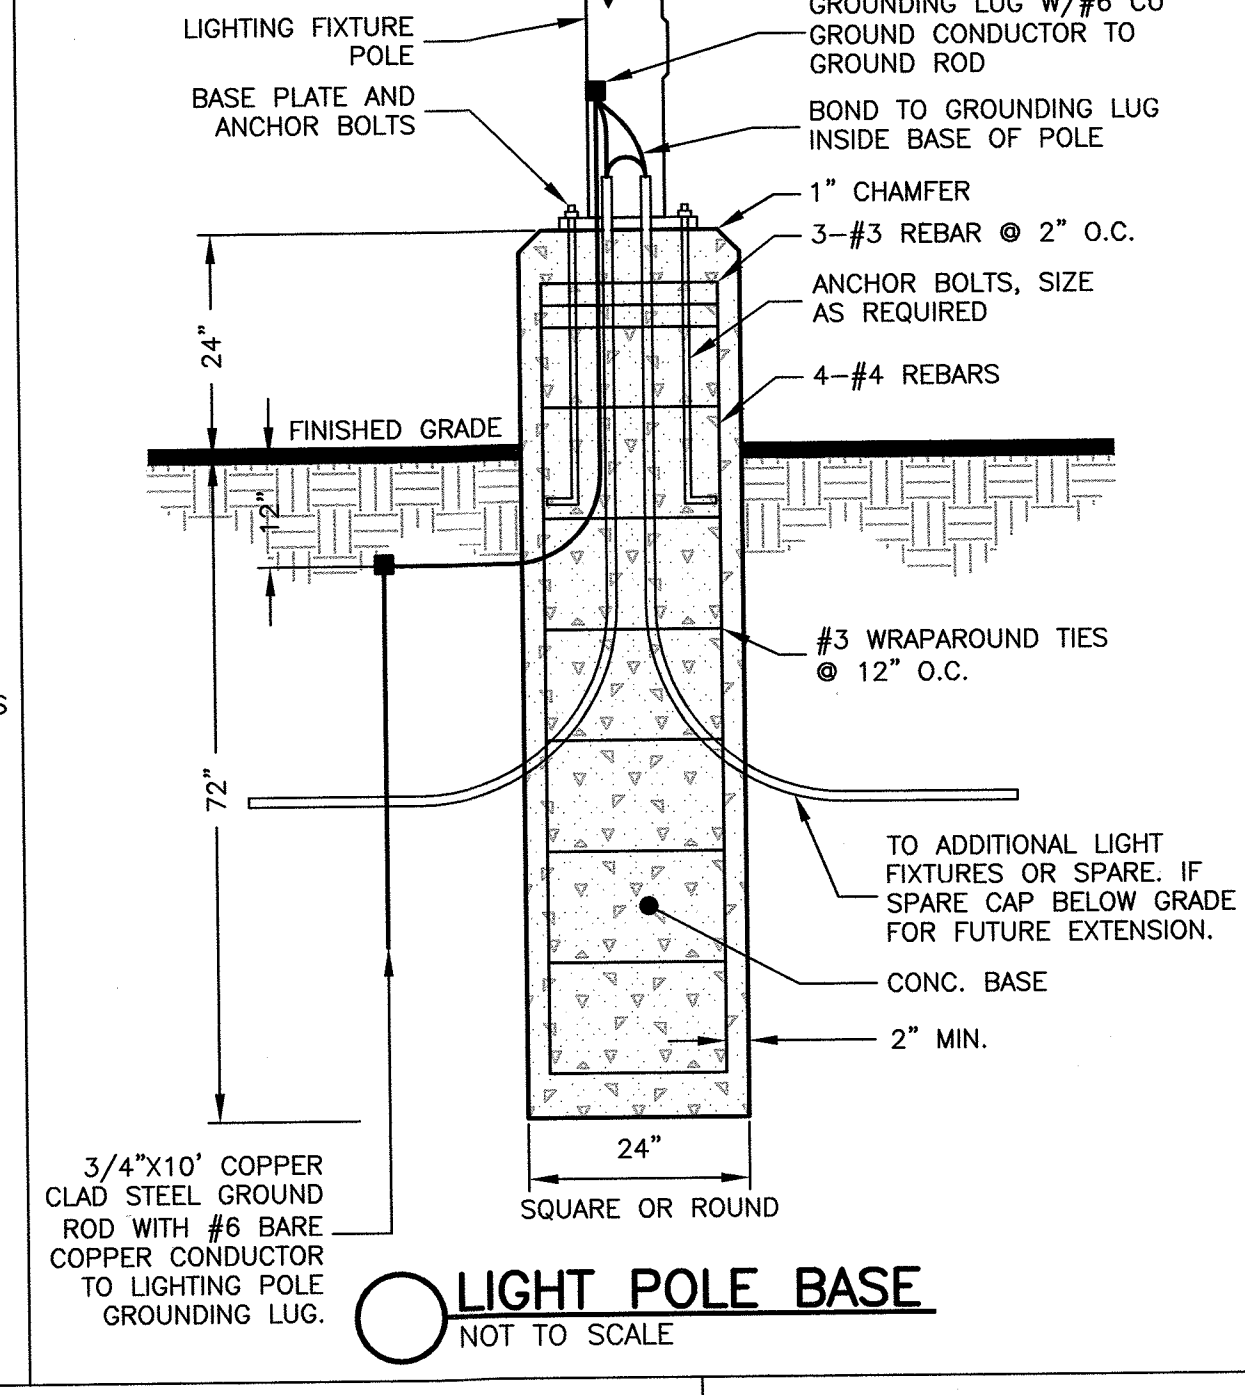 LIGHTING FIXTURE
POLE
BASE PLATE AND
ANCHOR BOLTS
GROUNDING LUG W/#6 CU
GROUND CONDUCTOR TO
GROUND ROD
BOND TO GROUNDING LUG
INSIDE BASE OF POLE
1" CHAMFER
3-#3 REBAR @ 2" O.C.
ANCHOR BOLTS, SIZE
AS REQUIRED
4-#4 REBARS
24"
FINISHED GRADE
12"
#3 WRAPAROUND TIES
@ 12" O.C.
S
72"
TO ADDITIONAL LIGHT
FIXTURES OR SPARE. IF
SPARE CAP BELOW GRADE
FOR FUTURE EXTENSION.
CONC. BASE
2" MIN.
24"
SQUARE OR ROUND
3/4"X10' COPPER
CLAD STEEL GROUND
ROD WITH #6 BARE
COPPER CONDUCTOR
TO LIGHTING POLE
GROUNDING LUG.
LIGHT POLE BASE
NOT TO SCALE